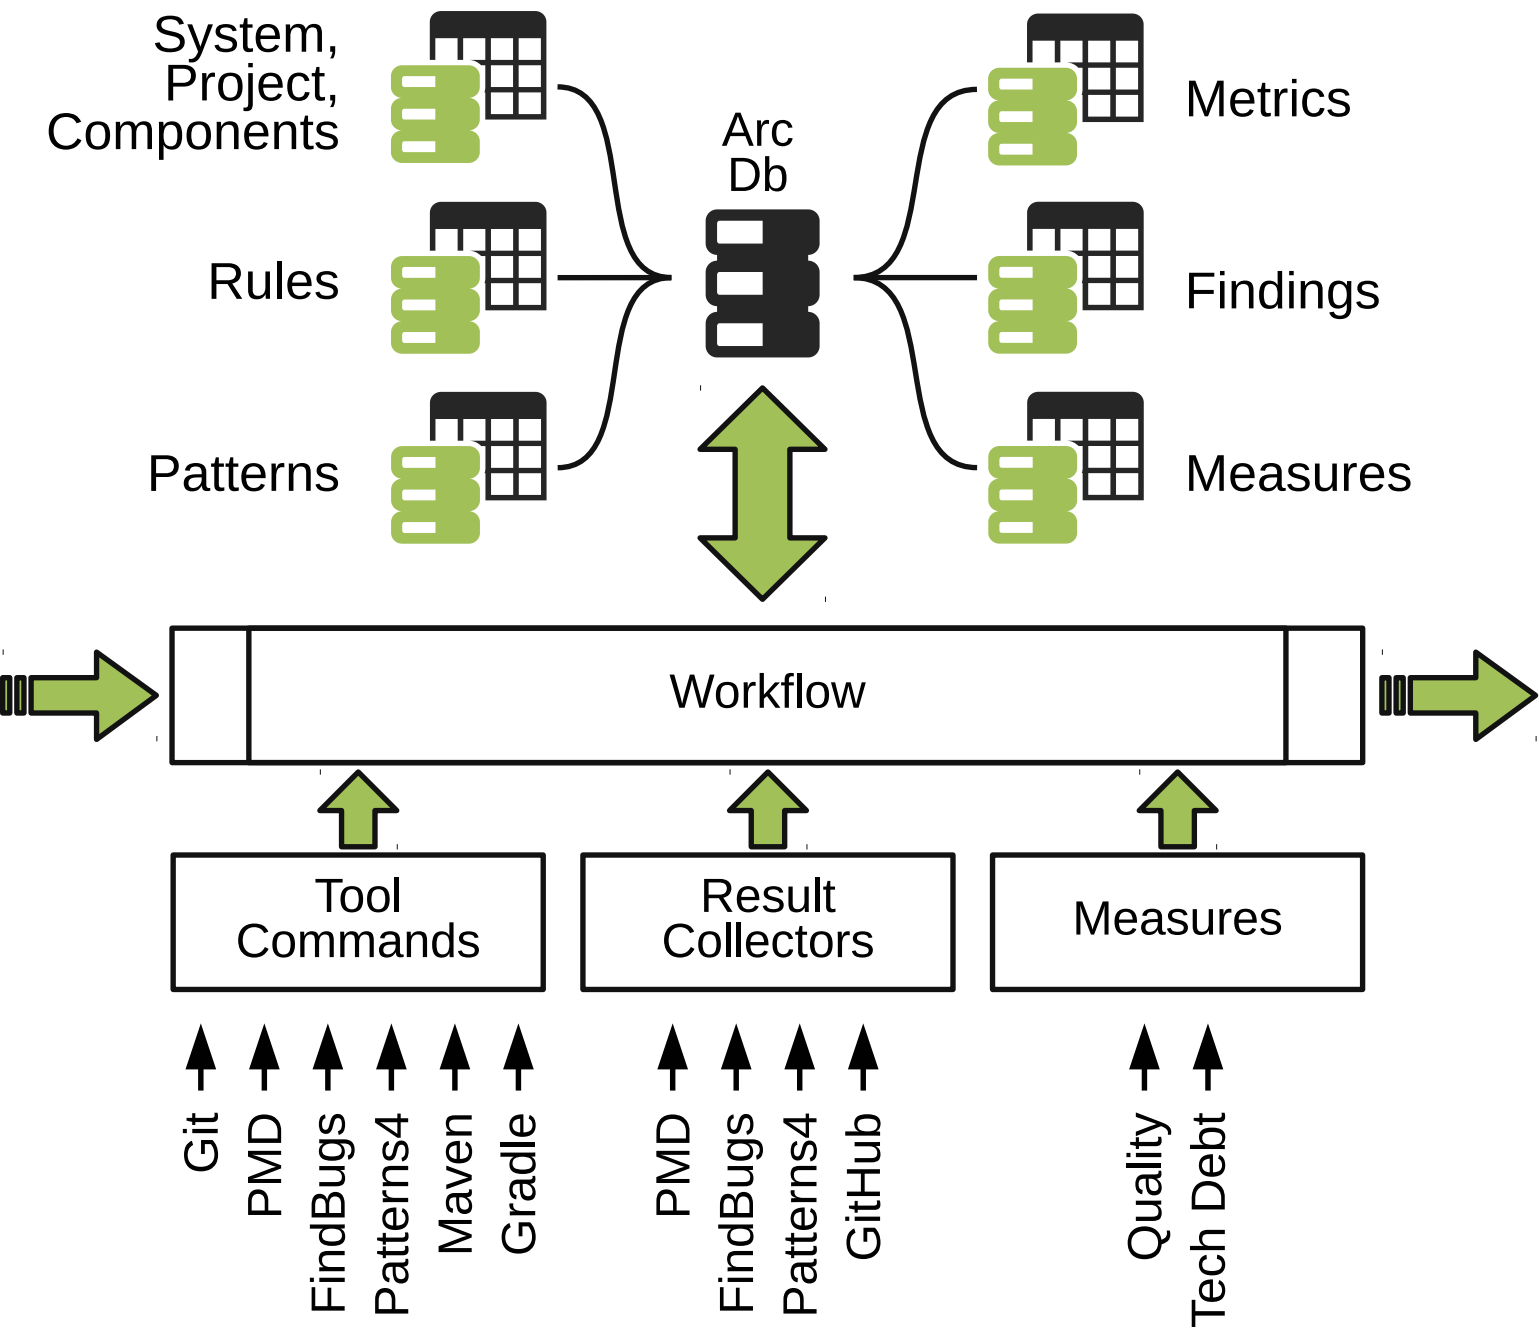 System,
Project,
Components
Arc
Db
Metrics
Rules
Findings
Patterns
Measures
Workflow
Tool
Commands
Result
Collectors
Measures
Git
PMD
FindBugs
Patterns4
Maven
Gradle
PMD
FindBugs
Patterns4
GitHub
Quality
Tech Debt